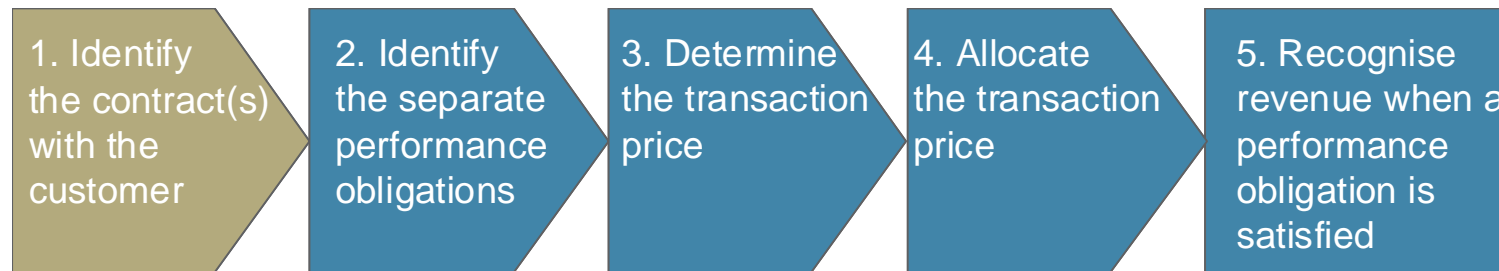 1. Identify
the contract(s)
with the
customer
2. Identify
the separate
performance
obligations
3. Determine
the transaction
price
4. Allocate
the transaction
price
5. Recognise
revenue when a
performance
obligation is
satisfied